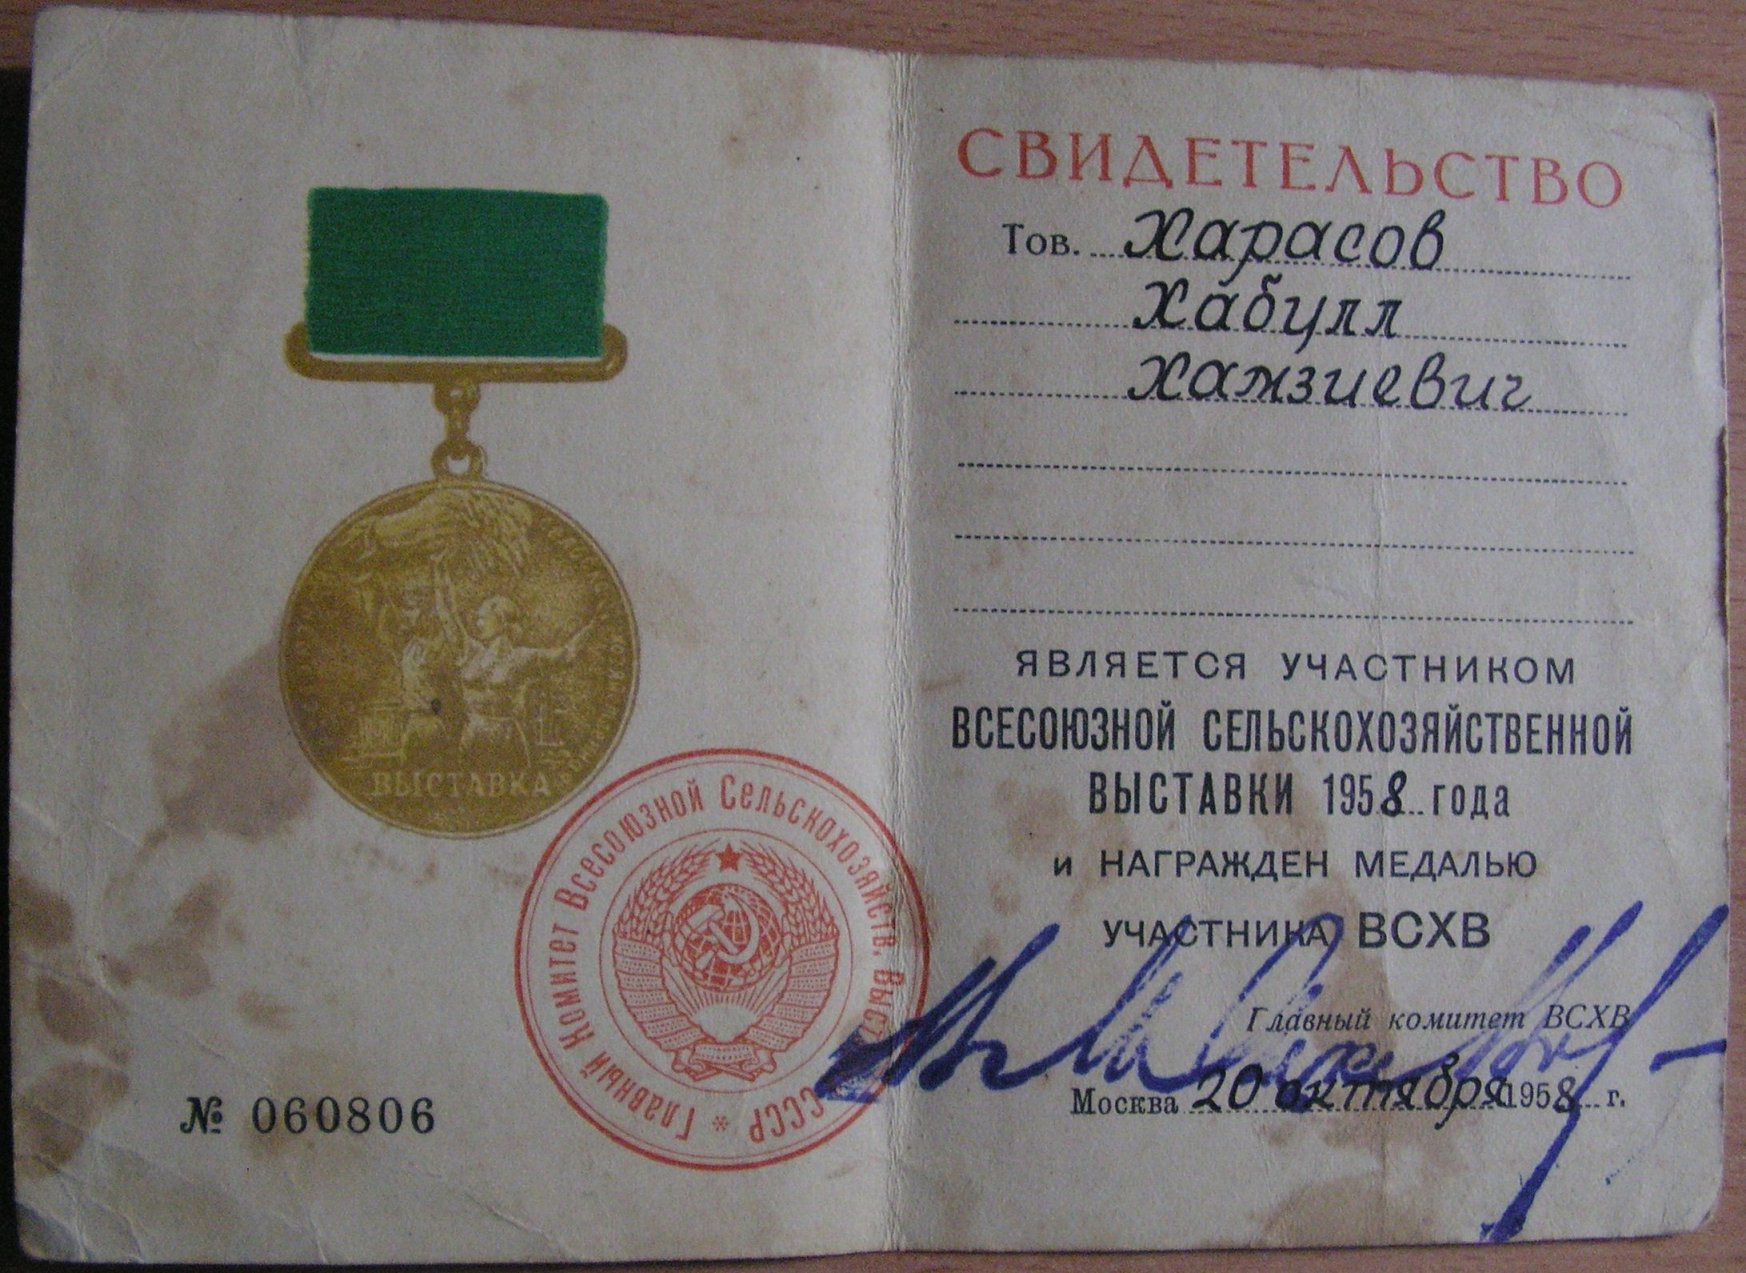 ВЫСТАВКА
Главный Комитет Всесоюзной Сельскохозяйств. Выст. СССР *
№ 060806
СВИДЕТЕЛЬСТВО
Тов. Харасов
Хабулл
Хамзиевич
ЯВЛЯЕТСЯ УЧАСТНИКОМ
ВСЕСОЮЗНОЙ СЕЛЬСКОХОЗЯЙСТВЕННОЙ
ВЫСТАВКИ 1958 года
и НАГРАЖДЕН МЕДАЛЬЮ
УЧАСТНИКА ВСХВ
Главный комитет ВСХВ
Москва 20 октября 1958 г.